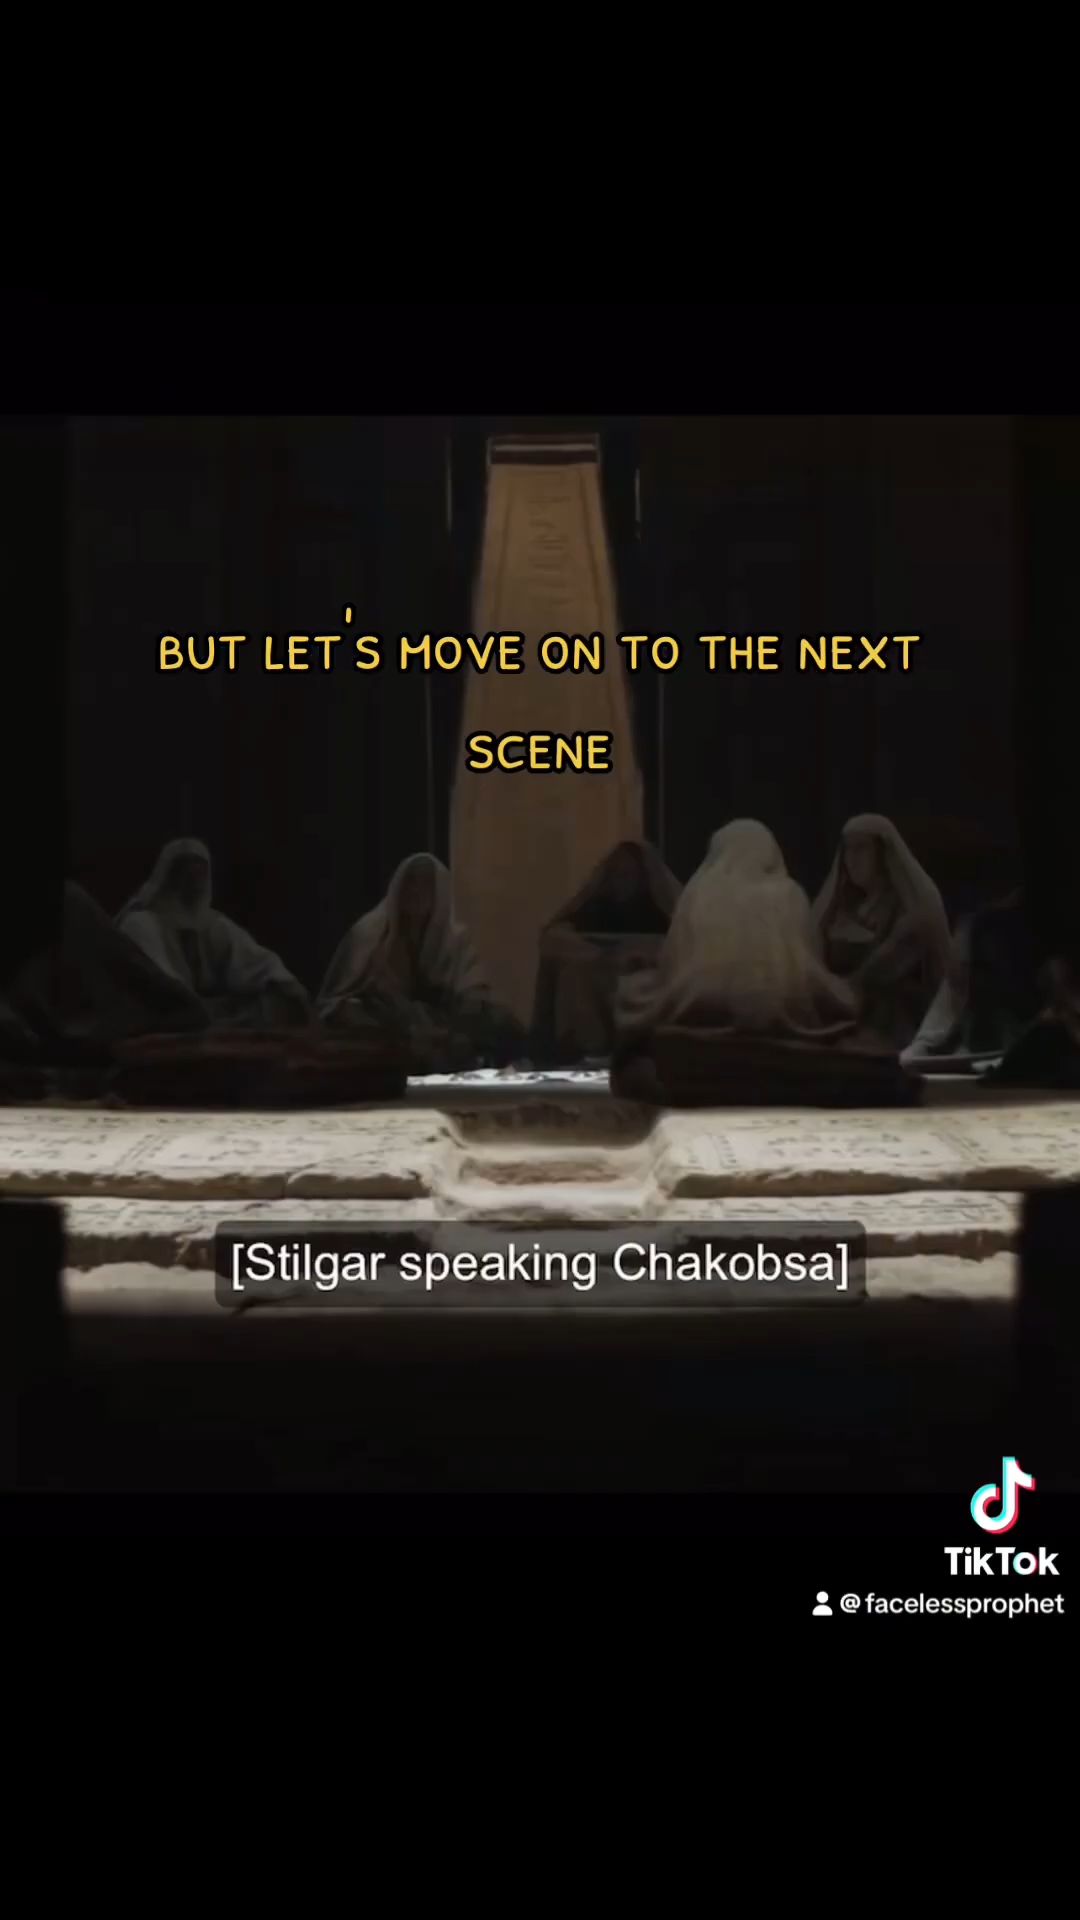 BUT LET'S MOVE ON TO THE NEXT
SCENE
[Stilgar speaking Chakobsa]
TikTok
@facelessprophet